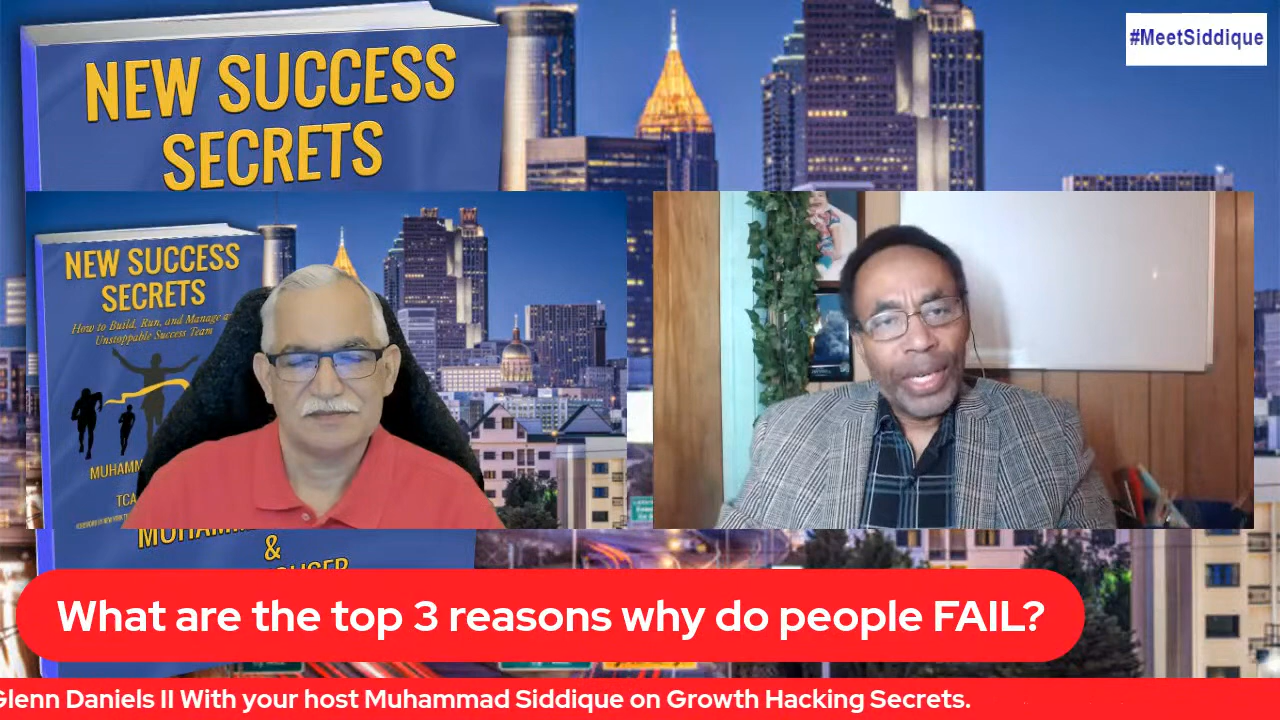 #MeetSiddique
NEW SUCCESS
SECRETS
NEW SUCCESS
SECRETS
How to Build, Run, and Manage a
Unstoppable Success Team
&
What are the top 3 reasons why do people FAIL?
Glenn Daniels II With your host Muhammad Siddique on Growth Hacking Secrets.